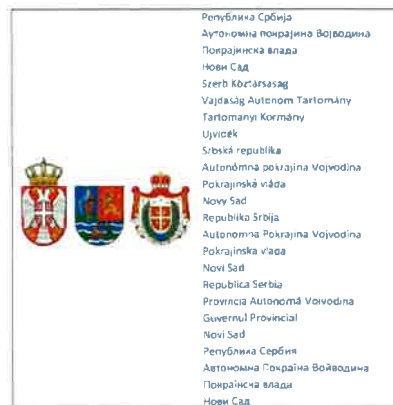 Република Србија
Аутономна покрајина Војводина
Покрајинска влада
Нови Сад
Szerb Köztársaság
Vajdaság Autonom Tartomány
Tartományi Kormány
Újvidék
Srbská republika
Autonómna pokrajina Vojvodina
Pokrajinská vláda
Nový Sad
Republika Srbija
Autonomna Pokrajina Vojvodina
Pokrajinska vlada
Novi Sad
Republica Serbia
Provincia Autonomă Voivodina
Guvernul Provincial
Novi Sad
Република Сербия
Автономна Покраїна Войводина
Покраїнска влада
Нови Сад